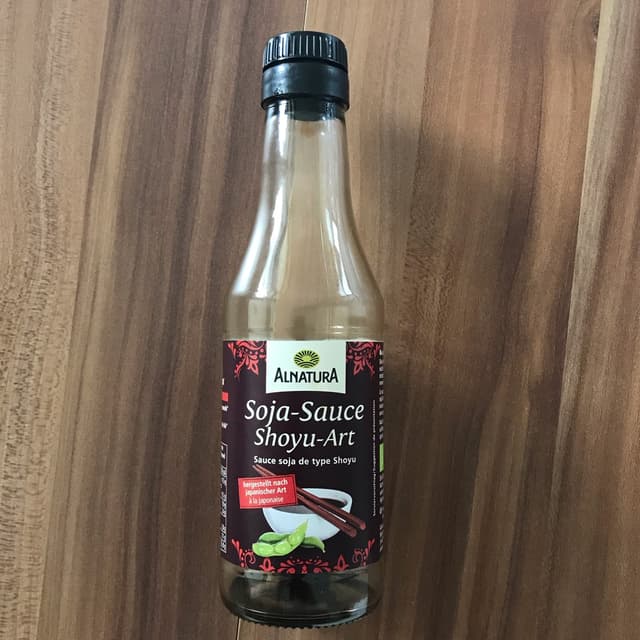 ALNATURA
Soja-Sauce
Shoyu-Art
Sauce soja de type Shoyu
hergestellt nach
japanischer Art
à la japonaise